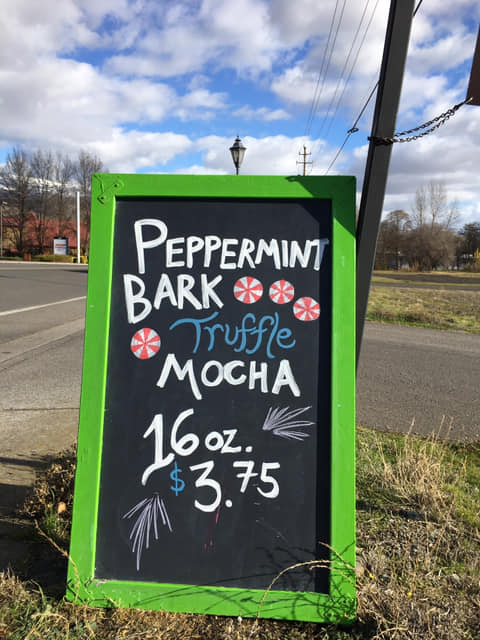 PEPPERMINT
BARK
Truffle
MOCHA
16 oz.
$3.75